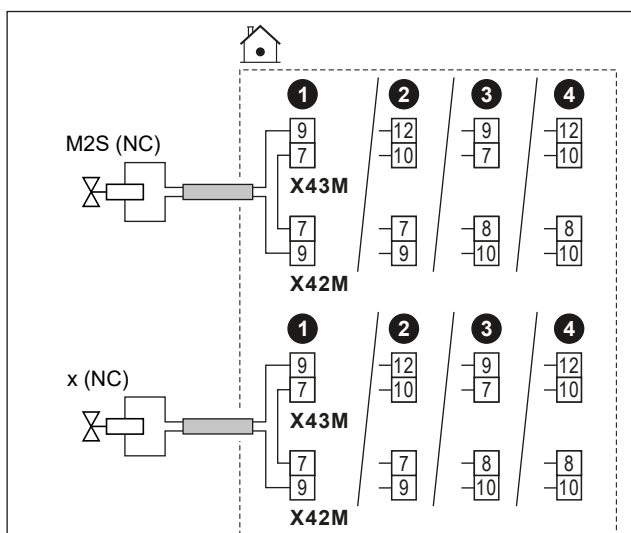 1 2 3 4
9 12 9 12
M2S (NC)
7 10 7 10
X43M
7 7 8 8
9 9 10 10
X42M
1 2 3 4
9 12 9 12
x (NC)
7 10 7 10
X43M
7 7 8 8
9 9 10 10
X42M